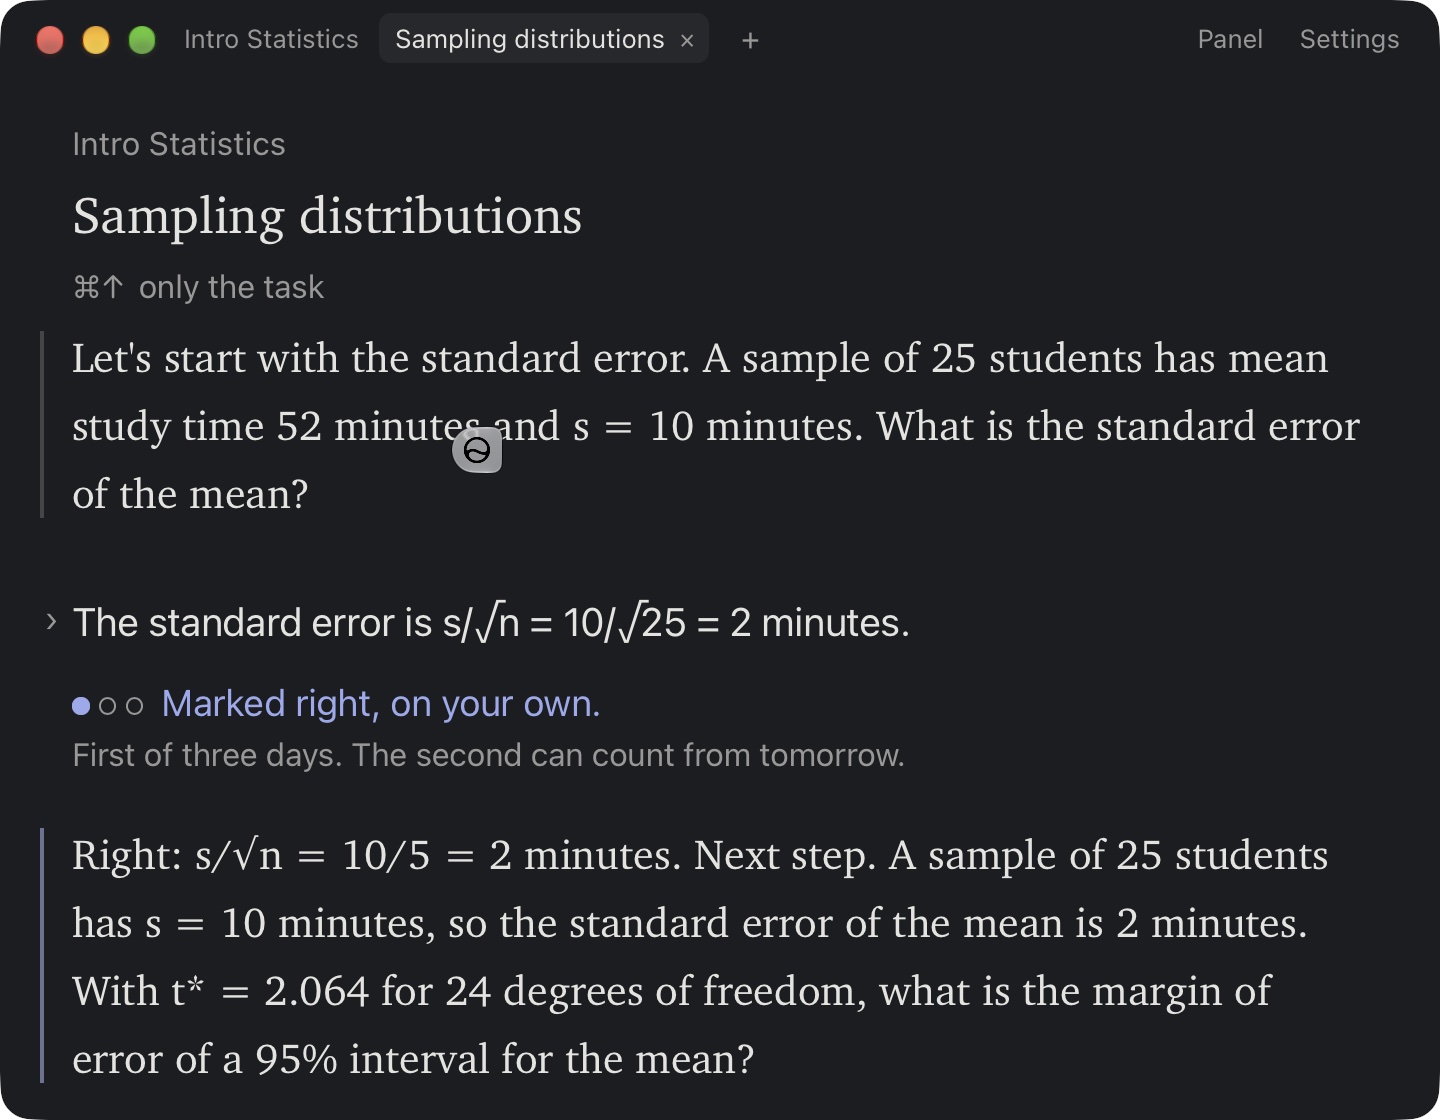 Intro Statistics
Sampling distributions ×
+
Panel
Settings
Intro Statistics
Sampling distributions
⌘↑ only the task
Let's start with the standard error. A sample of 25 students has mean
study time 52 minutes and s = 10 minutes. What is the standard error
of the mean?
› The standard error is s/√n = 10/√25 = 2 minutes.
Marked right, on your own.
First of three days. The second can count from tomorrow.
Right: s/√n = 10/5 = 2 minutes. Next step. A sample of 25 students
has s = 10 minutes, so the standard error of the mean is 2 minutes.
With t* = 2.064 for 24 degrees of freedom, what is the margin of
error of a 95% interval for the mean?